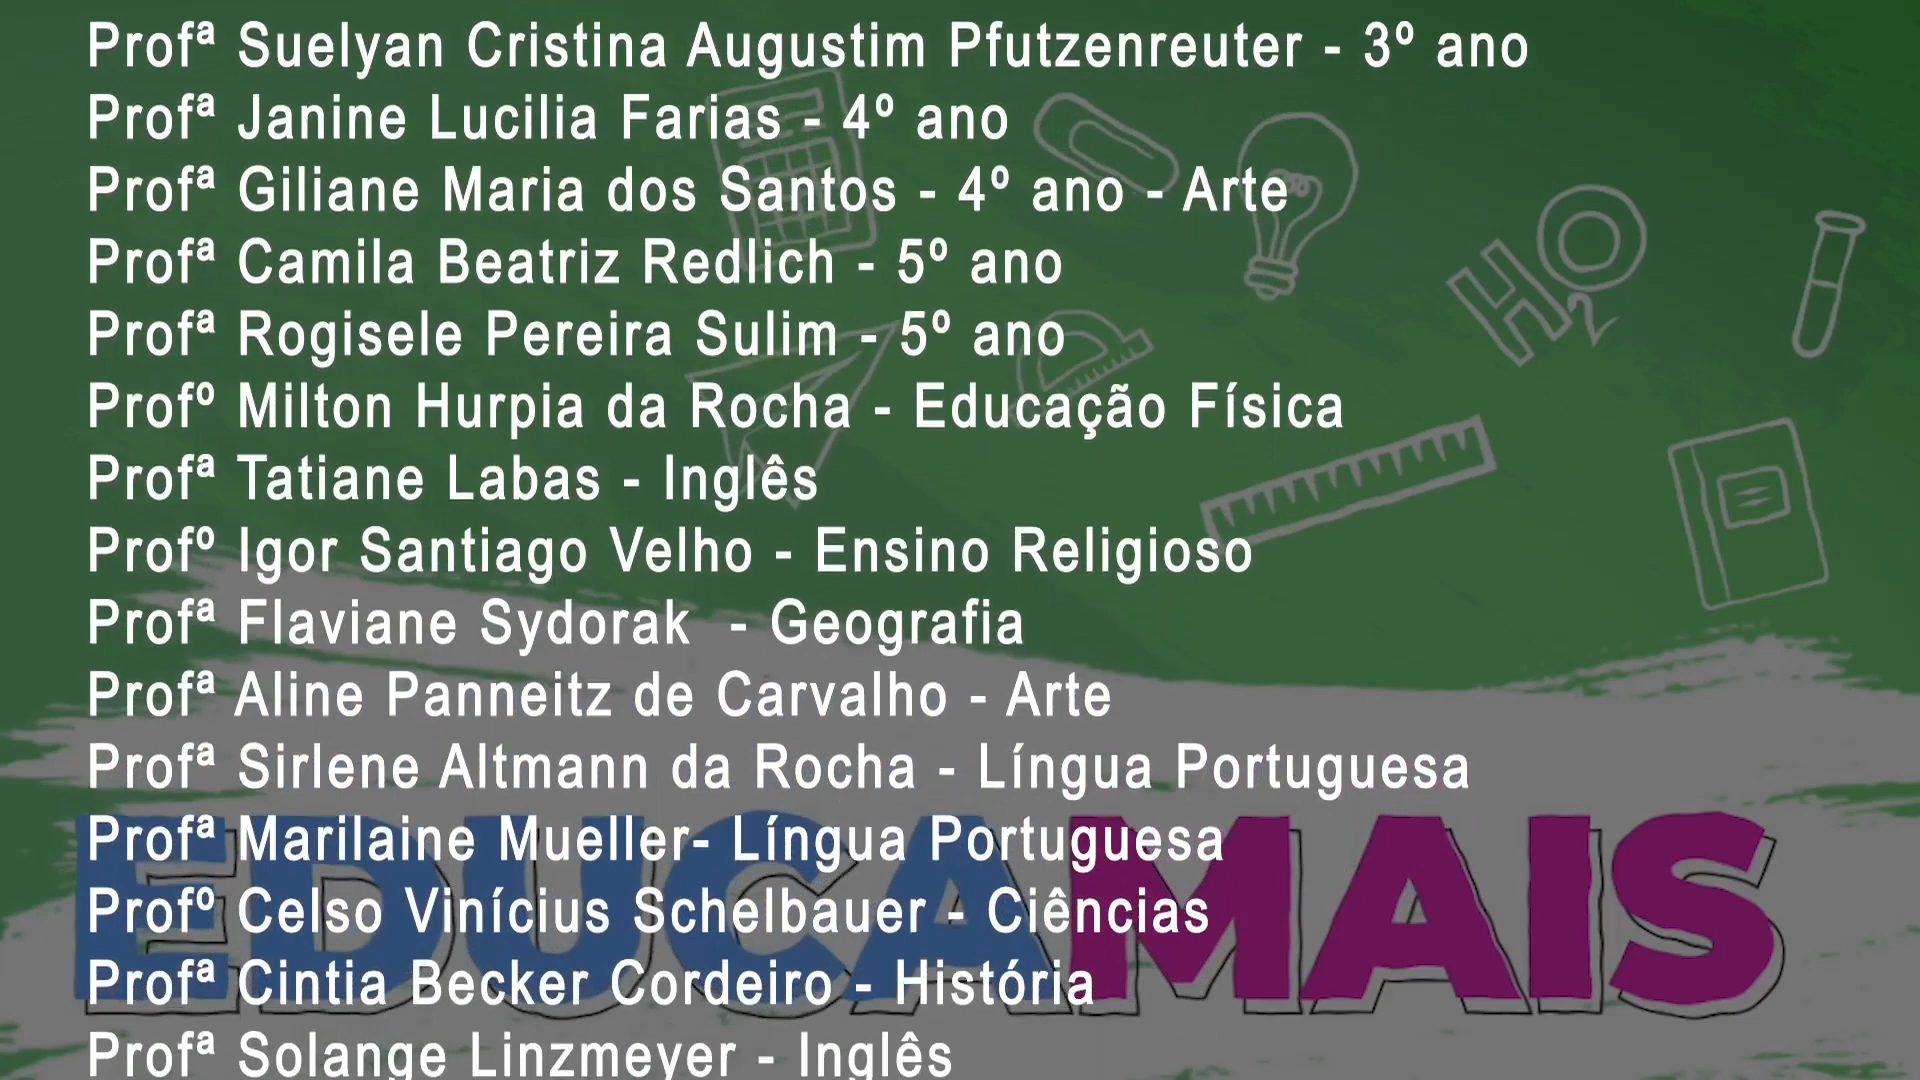 Profª Suelyan Cristina Augustim Pfutzenreuter - 3º ano
Profª Janine Lucilia Farias - 4º ano
Profª Giliane Maria dos Santos - 4º ano - Arte
Profª Camila Beatriz Redlich - 5º ano
Profª Rogisele Pereira Sulim - 5º ano
Profº Milton Hurpia da Rocha - Educação Física
Profª Tatiane Labas - Inglês
Profº Igor Santiago Velho - Ensino Religioso
Profª Flaviane Sydorak - Geografia
Profª Aline Panneitz de Carvalho - Arte
Profª Sirlene Altmann da Rocha - Língua Portuguesa
Profª Marilaine Mueller- Língua Portuguesa
Profº Celso Vinícius Schelbauer - Ciências
Profª Cintia Becker Cordeiro - História
Profª Solange Linzmeyer - Inglês
H2O
EDUCAMAIS